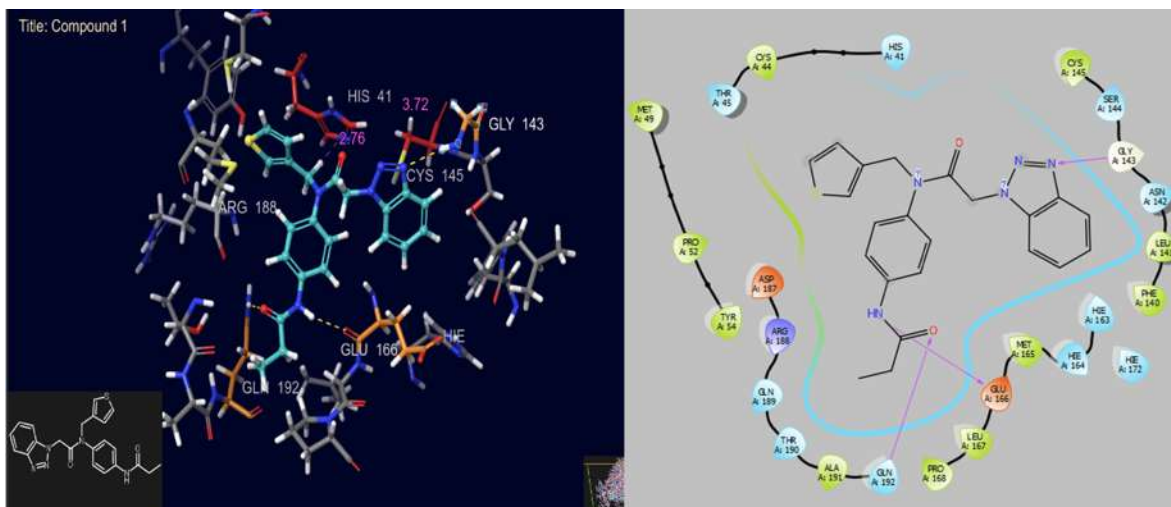 Title: Compound 1
HIS 41
3.72
GLY 143
2.76
CYS 145
ARG 188
GLU 166
HIE
GLN 192
O
N
NH
O
HIS
A: 41
CYS
A: 44
THR
A: 45
MET
A: 49
PRO
A: 52
TYR
A: 54
ASP
A: 187
ARG
A: 188
GLN
A: 189
THR
A: 190
ALA
A: 191
GLN
A: 192
CYS
A: 145
SER
A: 144
GLY
A: 143
ASN
A: 142
LEU
A: 141
PHE
A: 140
HIE
A: 163
HIE
A: 164
HIE
A: 172
MET
A: 165
GLU
A: 166
LEU
A: 167
PRO
A: 168
S
O
N
N
N
N
HN
O